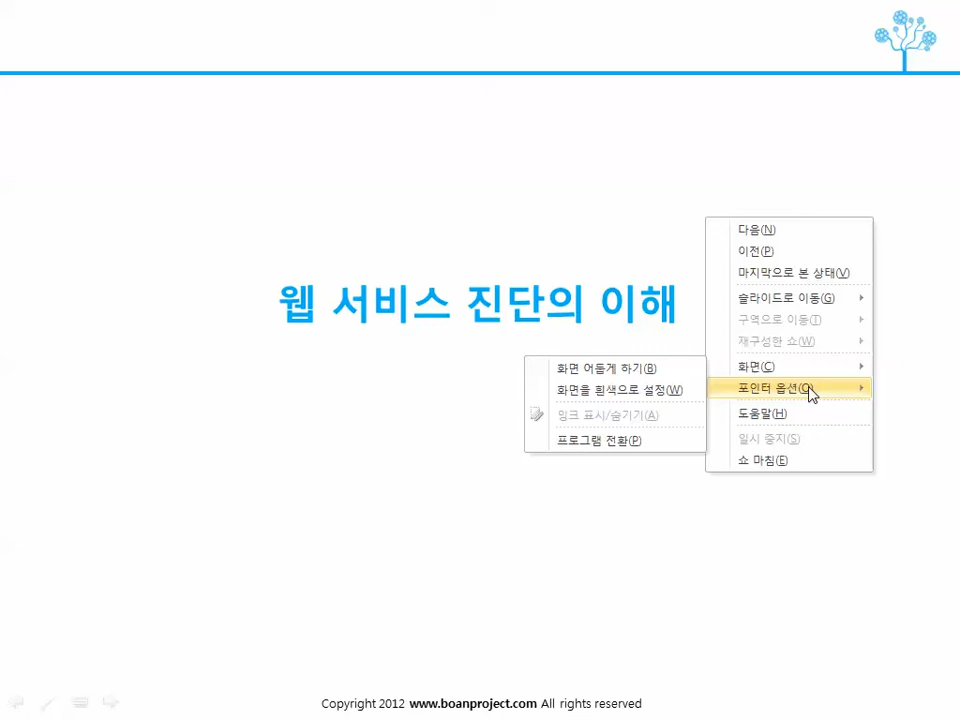 웹 서비스 진단의 이해
다음(N)
이전(P)
마지막으로 본 상태(V)
슬라이드로 이동(G)
구역으로 이동(T)
재구성한 쇼(W)
화면(C)
포인터 옵션(O)
도움말(H)
일시 중지(S)
쇼 마침(E)
화면 어둡게 하기(B)
화면을 흰색으로 설정(W)
잉크 표시/숨기기(A)
프로그램 전환(P)
Copyright 2012 www.boanproject.com All rights reserved